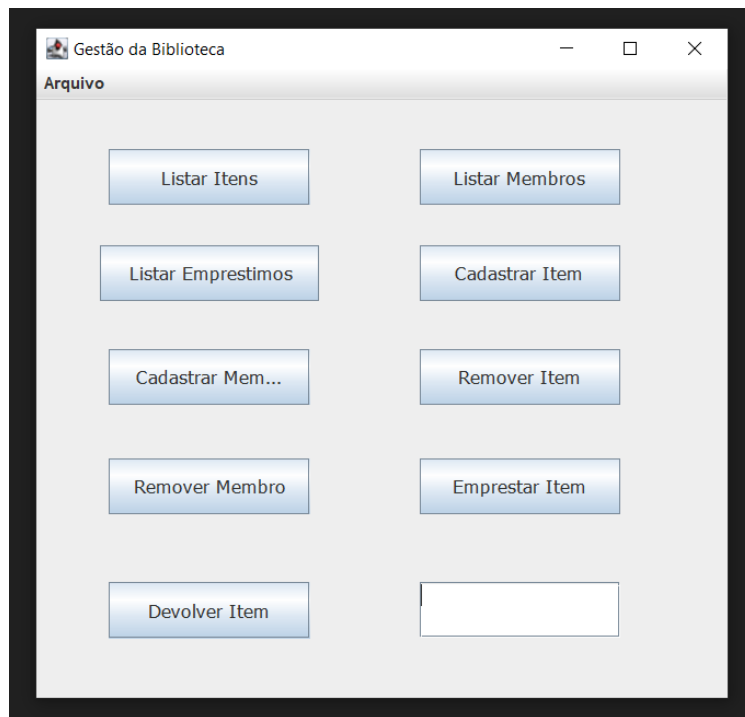 Gestão da Biblioteca
Arquivo
Listar Itens
Listar Membros
Listar Emprestimos
Cadastrar Item
Cadastrar Mem...
Remover Item
Remover Membro
Emprestar Item
Devolver Item